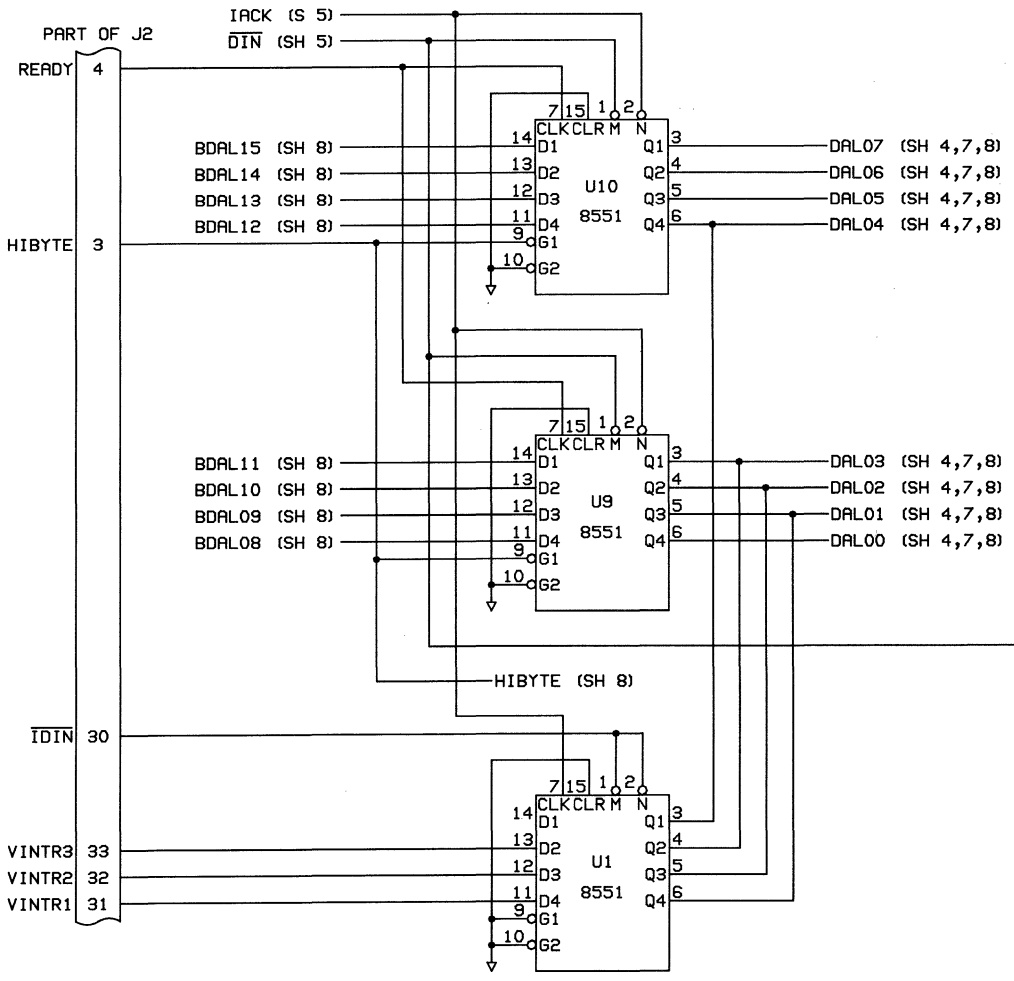 IACK (S 5)
PART OF J2
DIN (SH 5)
READY 4
7 15 1 2
CLK CLR M N
BDAL15 (SH 8) 14 D1 Q1 3 DAL07 (SH 4,7,8)
BDAL14 (SH 8) 13 D2 Q2 4 DAL06 (SH 4,7,8)
U10
BDAL13 (SH 8) 12 D3 Q3 5 DAL05 (SH 4,7,8)
8551
BDAL12 (SH 8) 11 D4 Q4 6 DAL04 (SH 4,7,8)
HIBYTE 3 9 G1
10 G2
7 15 1 2
CLK CLR M N
BDAL11 (SH 8) 14 D1 Q1 3 DAL03 (SH 4,7,8)
BDAL10 (SH 8) 13 D2 Q2 4 DAL02 (SH 4,7,8)
U9
BDAL09 (SH 8) 12 D3 Q3 5 DAL01 (SH 4,7,8)
8551
BDAL08 (SH 8) 11 D4 Q4 6 DAL00 (SH 4,7,8)
9 G1
10 G2
HIBYTE (SH 8)
IDIN 30
7 15 1 2
CLK CLR M N
14 D1 Q1 3
VINTR3 33 13 D2 Q2 4
U1
VINTR2 32 12 D3 Q3 5
8551
VINTR1 31 11 D4 Q4 6
9 G1
10 G2